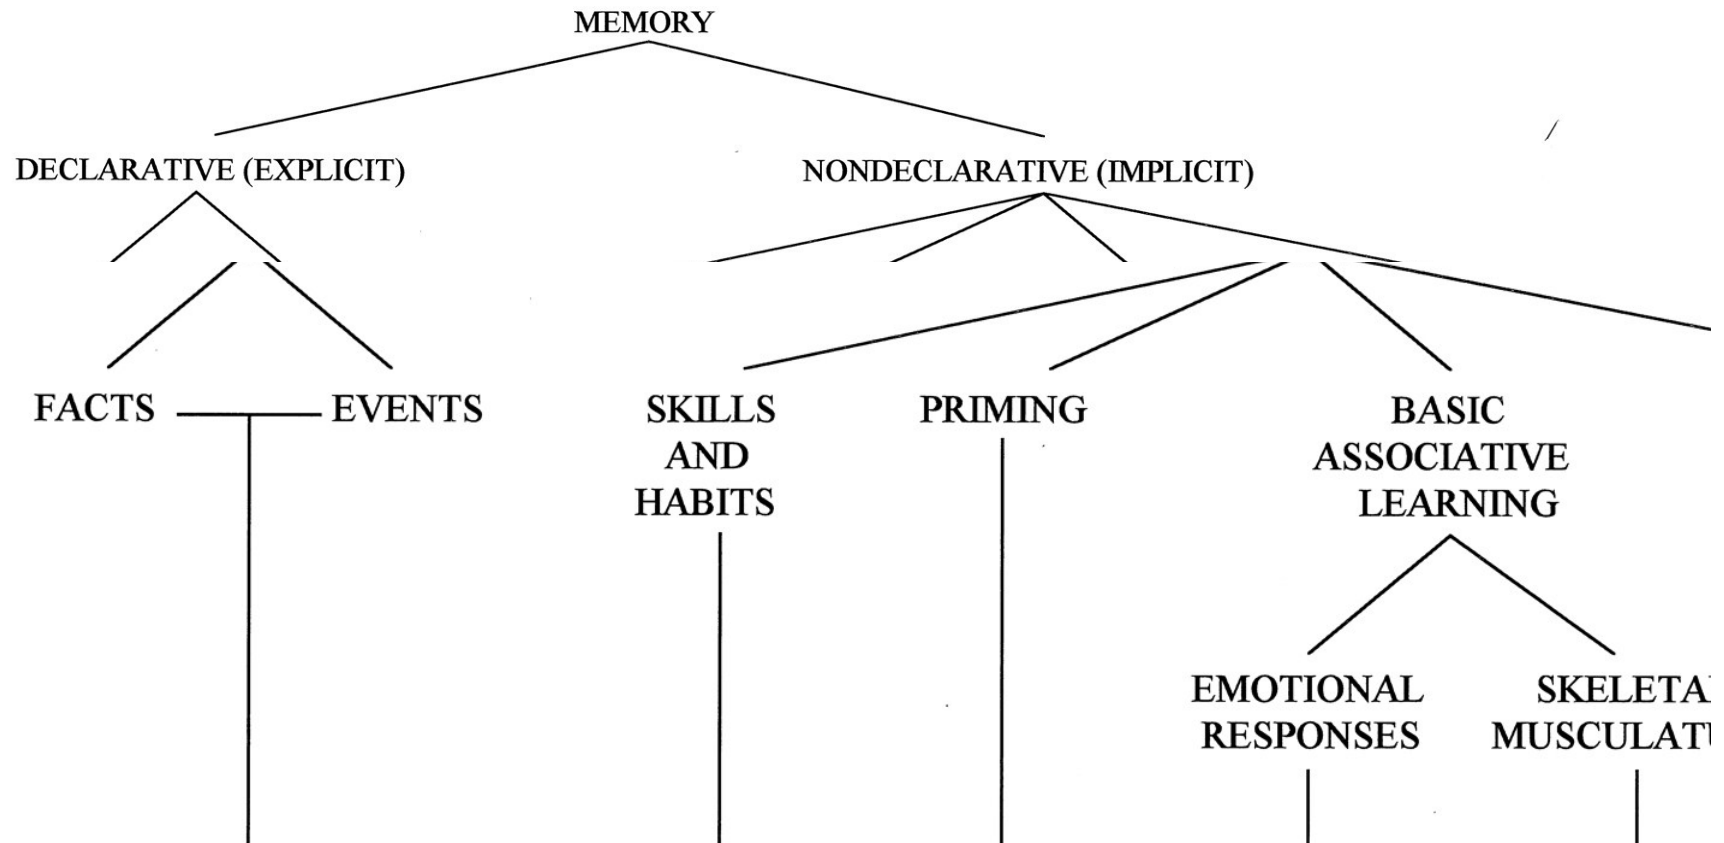 MEMORY
DECLARATIVE (EXPLICIT)
NONDECLARATIVE (IMPLICIT)
FACTS
EVENTS
SKILLS
AND
HABITS
PRIMING
BASIC
ASSOCIATIVE
LEARNING
EMOTIONAL
RESPONSES